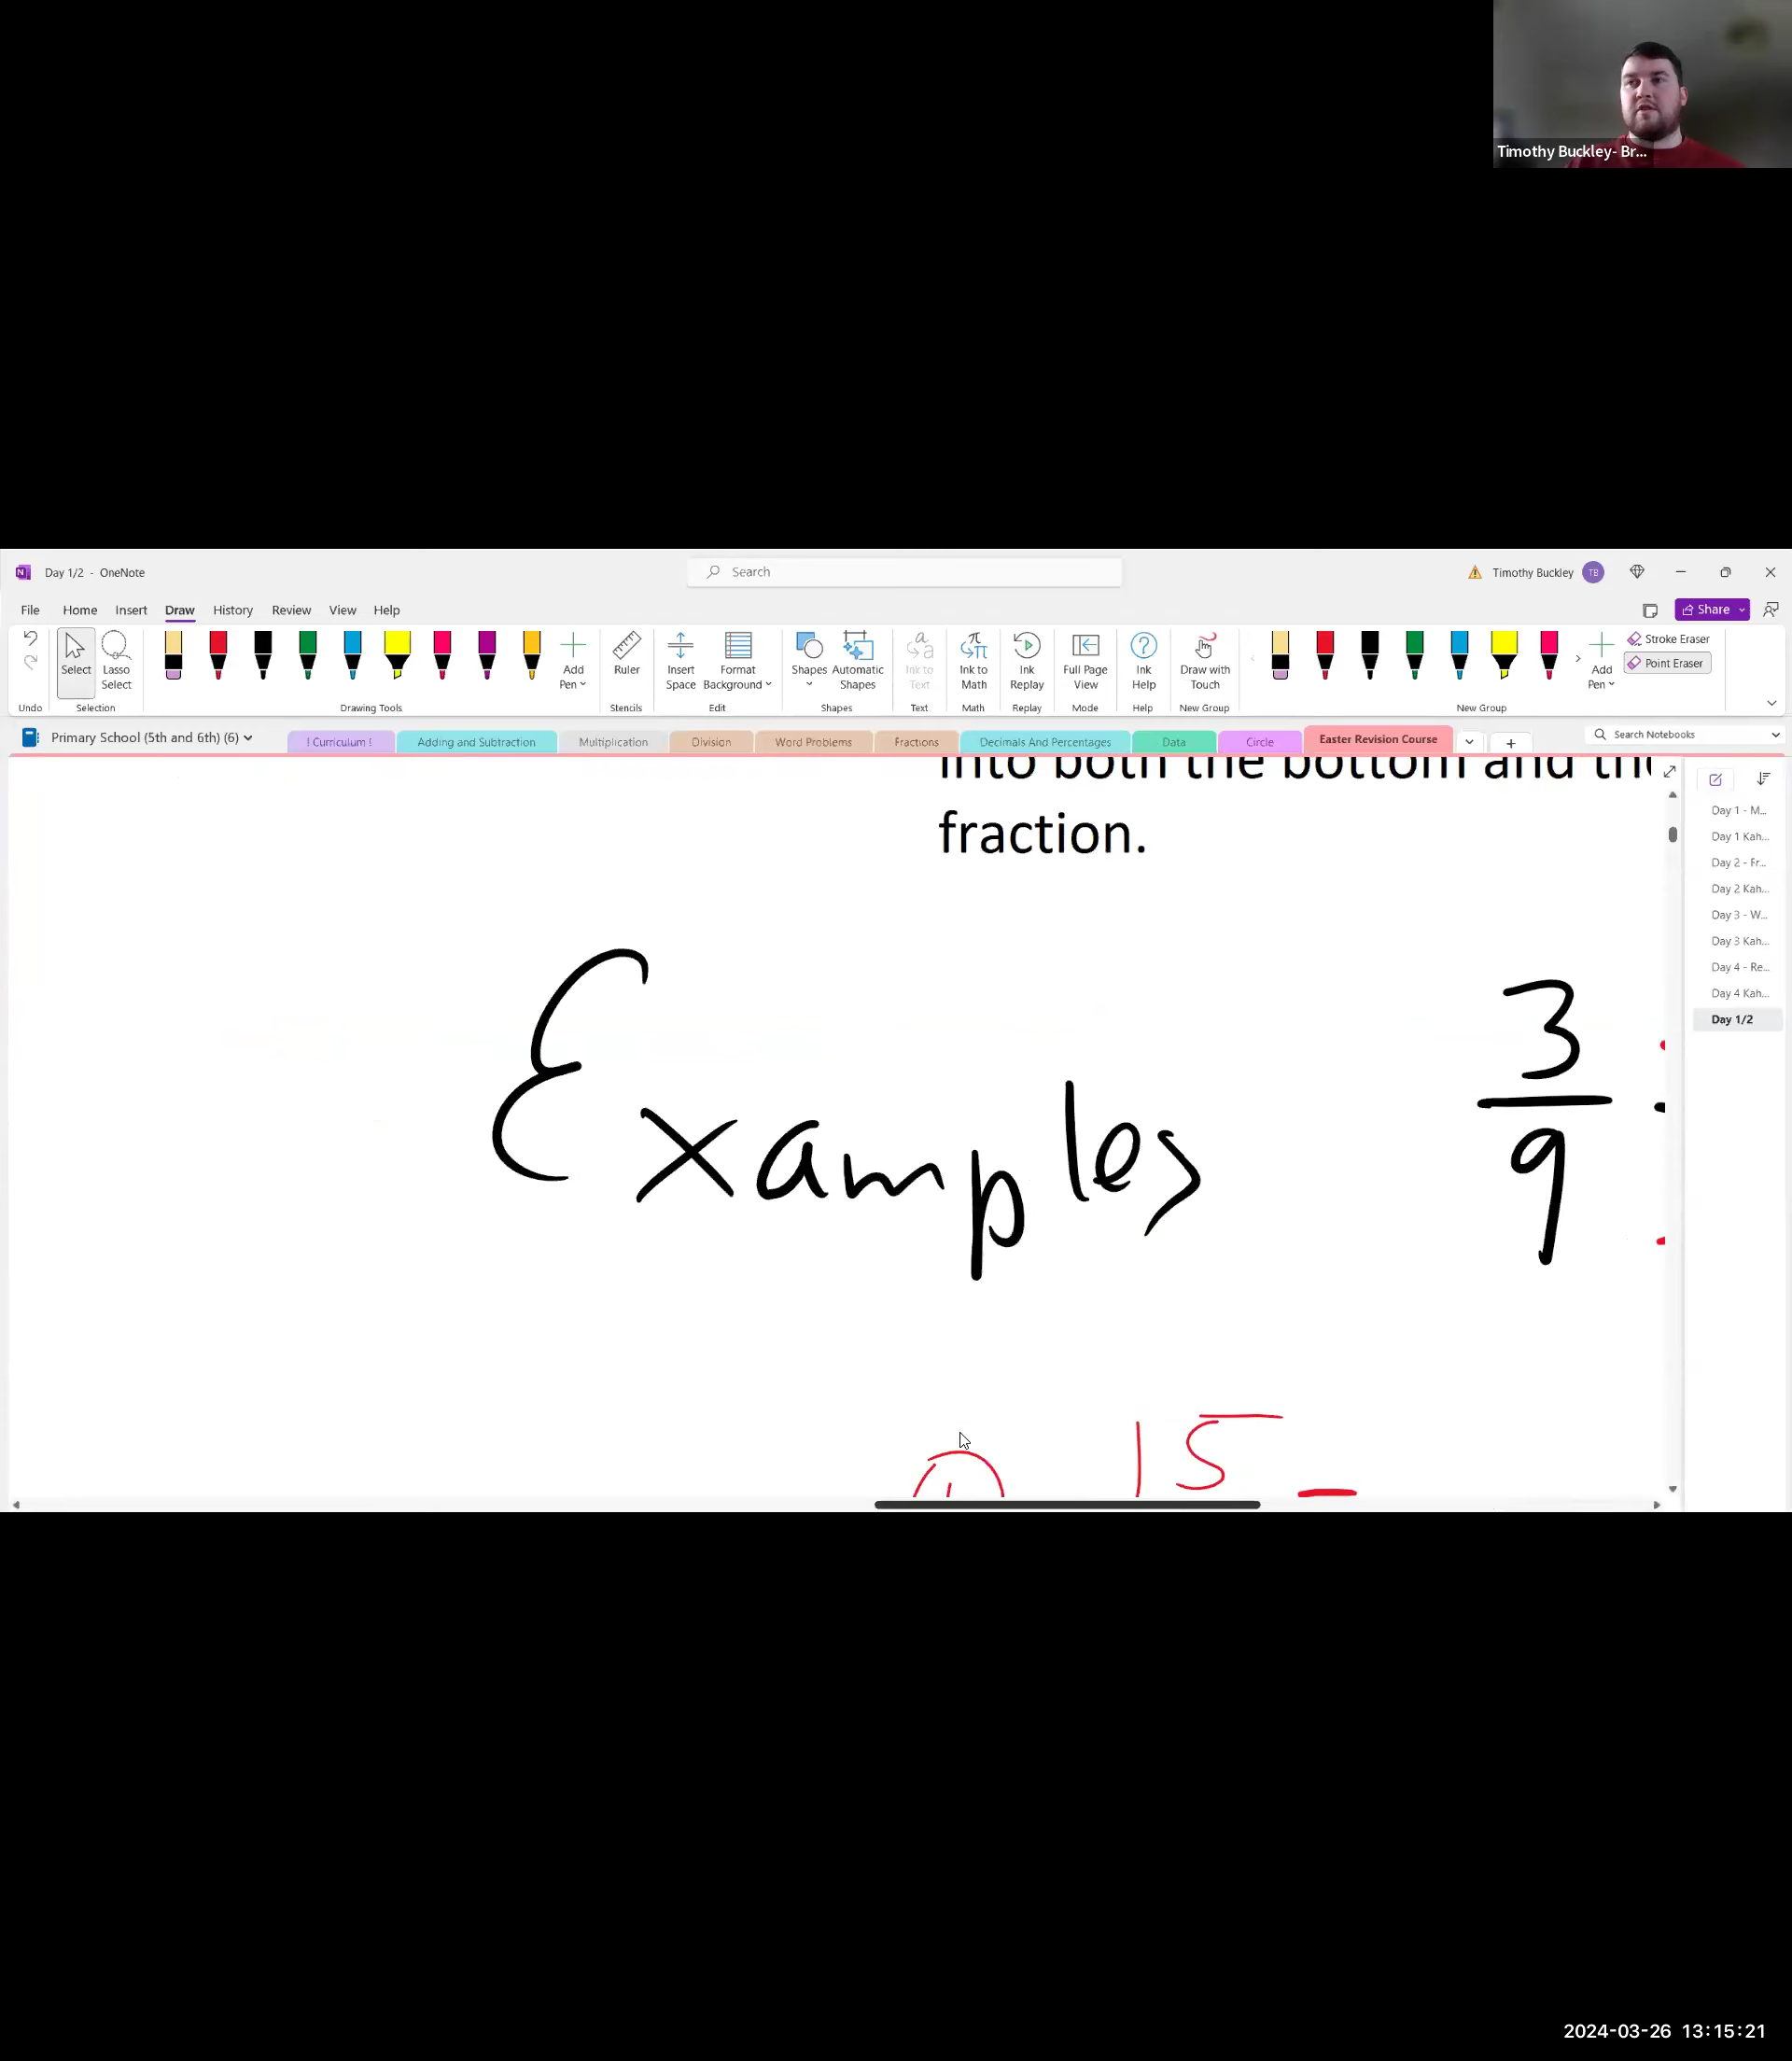 Timothy Buckley- Br...
Day 1/2 - OneNote
Search
Timothy Buckley
TB
File Home Insert Draw History Review View Help
Share
Select
Lasso Select
Add Pen
Ruler
Insert Space
Format Background
Shapes
Automatic Shapes
Ink to Text
Ink to Math
Ink Replay
Full Page View
Ink Help
Draw with Touch
Add Pen
Stroke Eraser
Point Eraser
Undo Selection Drawing Tools Stencils Edit Shapes Text Math Replay Mode Help New Group New Group
Primary School (5th and 6th) (6)
! Curriculum ! Adding and Subtraction Multiplication Division Word Problems Fractions Decimals And Percentages Data Circle Easter Revision Course
Search Notebooks
into both the bottom and the
fraction.
Examples
3
9
15
Day 1 - M...
Day 1 Kah...
Day 2 - Fr...
Day 2 Kah...
Day 3 - W...
Day 3 Kah...
Day 4 - Re...
Day 4 Kah...
Day 1/2
2024-03-26 13:15:21